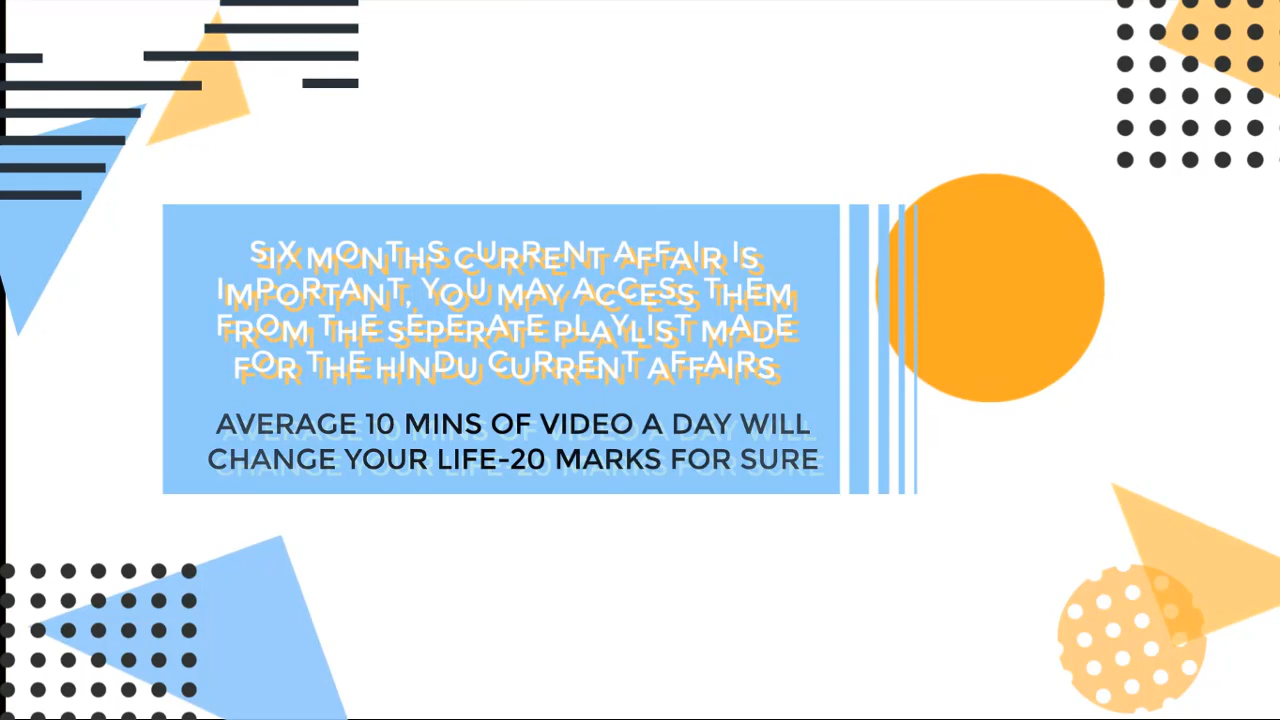 SIX MONTHS CURRENT AFFAIR IS
IMPORTANT, YOU MAY ACCESS THEM
FROM THE SEPERATE PLAYLIST MADE
FOR THE HINDU CURRENT AFFAIRS
AVERAGE 10 MINS OF VIDEO A DAY WILL
CHANGE YOUR LIFE-20 MARKS FOR SURE